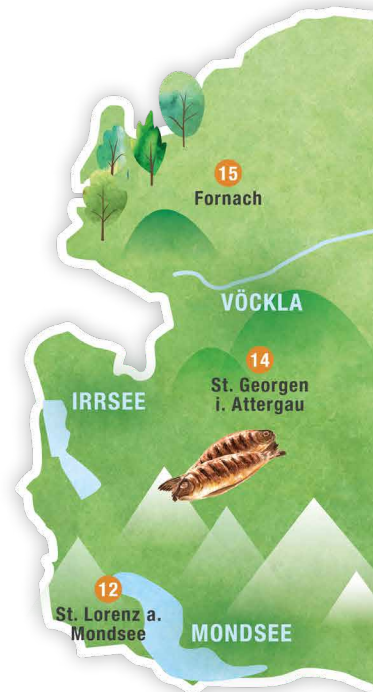 15
Fornach
VÖCKLA
14
St. Georgen
i. Attergau
IRRSEE
12
St. Lorenz a.
Mondsee
MONDSEE